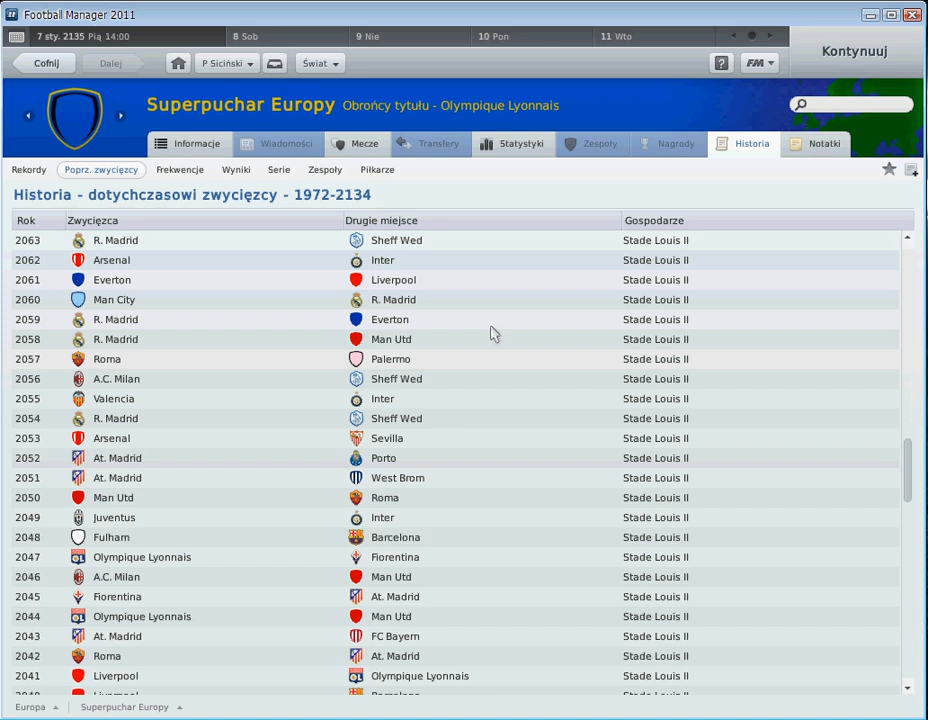 Football Manager 2011
7 sty. 2135 Pią 14:00 8 Sob 9 Nie 10 Pon 11 Wto
Kontynuuj
Cofnij Dalej P Siciński Świat ? FM
Superpuchar Europy Obrońcy tytułu - Olympique Lyonnais
Informacje Wiadomości Mecze Transfery Statystyki Zespoły Nagrody Historia Notatki
Rekordy Poprz. zwycięzcy Frekwencje Wyniki Serie Zespoły Piłkarze
Historia - dotychczasowi zwycięzcy - 1972-2134
Rok Zwycięzca Drugie miejsce Gospodarze
2063 R. Madrid Sheff Wed Stade Louis II
2062 Arsenal Inter Stade Louis II
2061 Everton Liverpool Stade Louis II
2060 Man City R. Madrid Stade Louis II
2059 R. Madrid Everton Stade Louis II
2058 R. Madrid Man Utd Stade Louis II
2057 Roma Palermo Stade Louis II
2056 A.C. Milan Sheff Wed Stade Louis II
2055 Valencia Inter Stade Louis II
2054 R. Madrid Sheff Wed Stade Louis II
2053 Arsenal Sevilla Stade Louis II
2052 At. Madrid Porto Stade Louis II
2051 At. Madrid West Brom Stade Louis II
2050 Man Utd Roma Stade Louis II
2049 Juventus Inter Stade Louis II
2048 Fulham Barcelona Stade Louis II
2047 Olympique Lyonnais Fiorentina Stade Louis II
2046 A.C. Milan Man Utd Stade Louis II
2045 Fiorentina At. Madrid Stade Louis II
2044 Olympique Lyonnais Man Utd Stade Louis II
2043 At. Madrid FC Bayern Stade Louis II
2042 Roma At. Madrid Stade Louis II
2041 Liverpool Olympique Lyonnais Stade Louis II
2040 Liverpool Barcelona Stade Louis II
Europa Superpuchar Europy